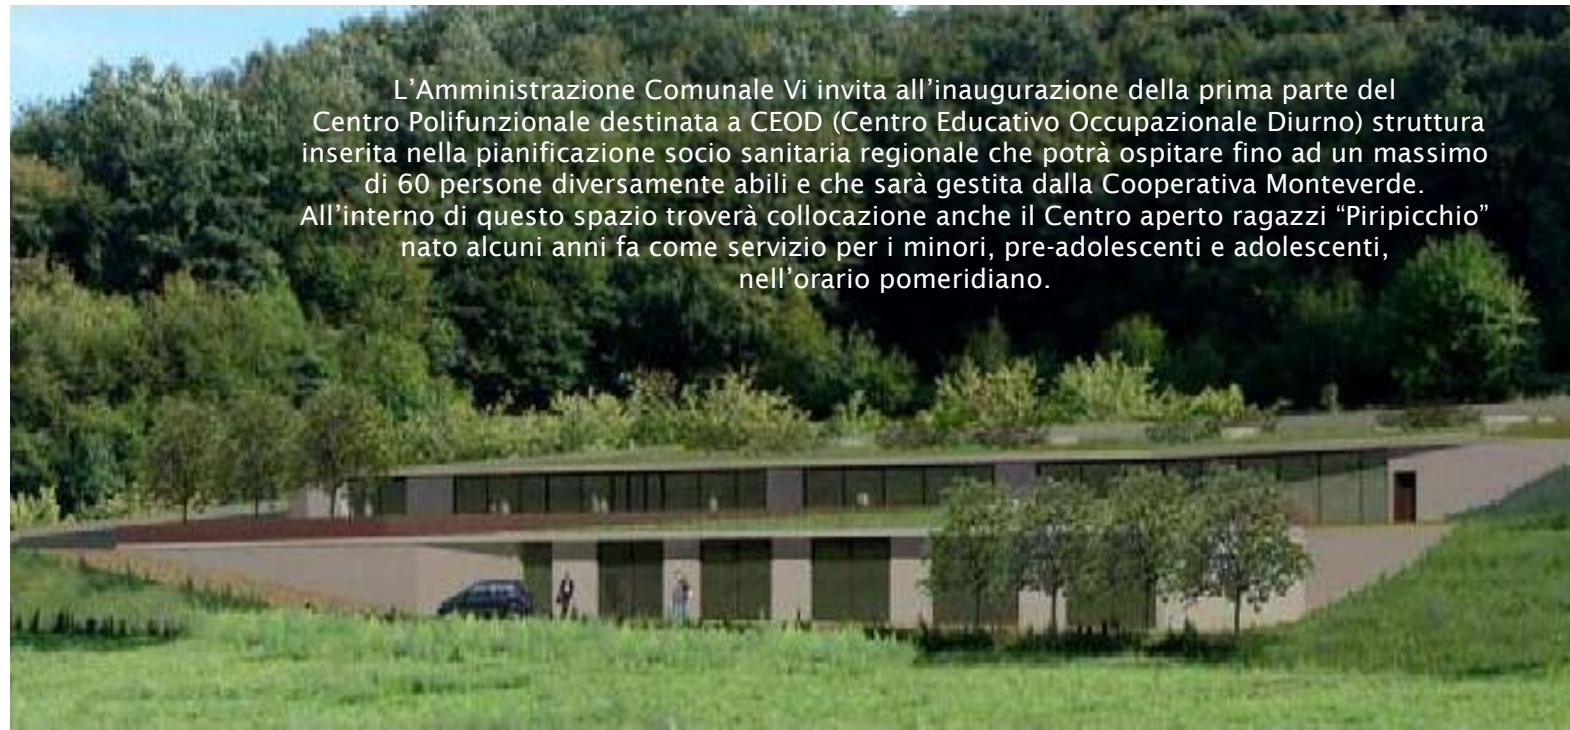 L’Amministrazione Comunale Vi invita all’inaugurazione della prima parte del
Centro Polifunzionale destinata a CEOD (Centro Educativo Occupazionale Diurno) struttura
inserita nella pianificazione socio sanitaria regionale che potrà ospitare fino ad un massimo
di 60 persone diversamente abili e che sarà gestita dalla Cooperativa Monteverde.
All’interno di questo spazio troverà collocazione anche il Centro aperto ragazzi “Piripicchio”
nato alcuni anni fa come servizio per i minori, pre-adolescenti e adolescenti,
nell’orario pomeridiano.